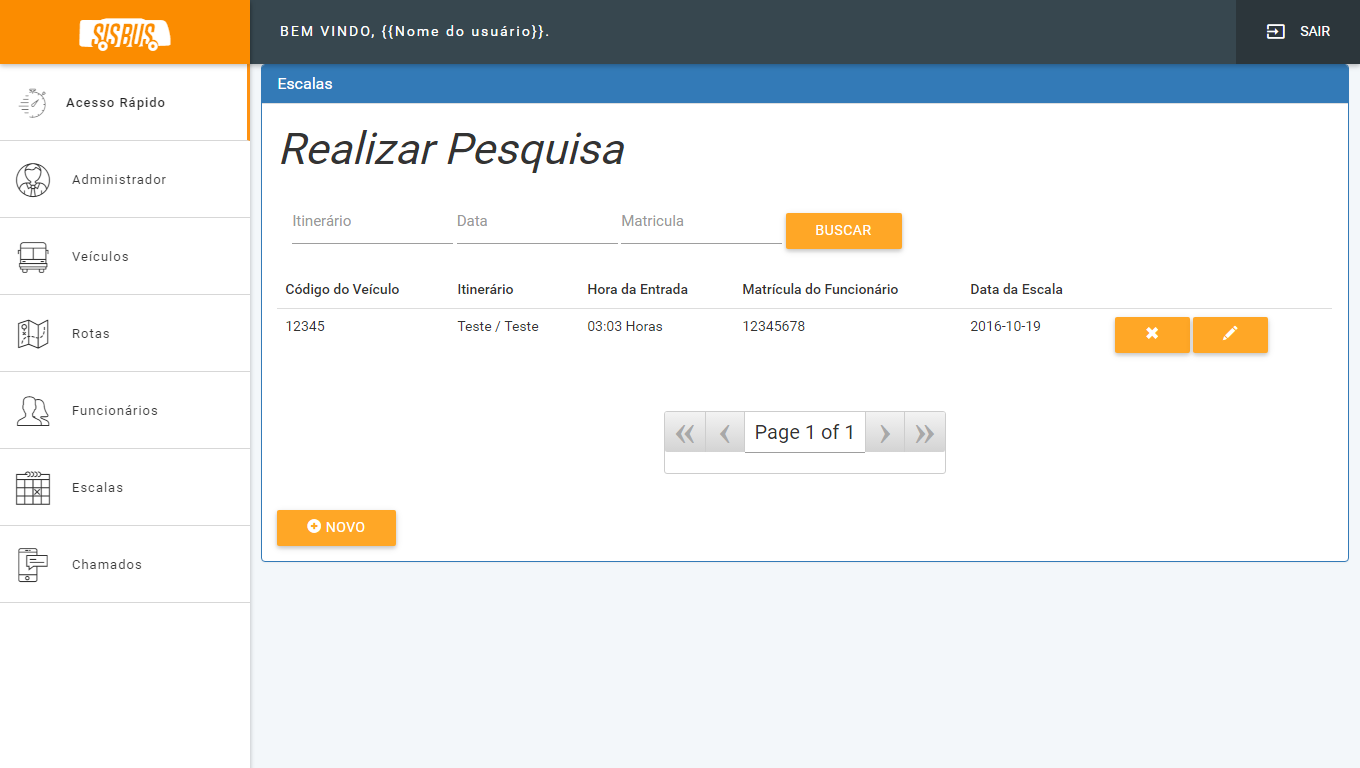 SISBUS
BEM VINDO, {{Nome do usuário}}.
SAIR
Acesso Rápido
Administrador
Veículos
Rotas
Funcionários
Escalas
Chamados
Escalas
Realizar Pesquisa
Itinerário Data Matricula BUSCAR
Código do Veículo Itinerário Hora da Entrada Matrícula do Funcionário Data da Escala
12345 Teste / Teste 03:03 Horas 12345678 2016-10-19
Page 1 of 1
NOVO